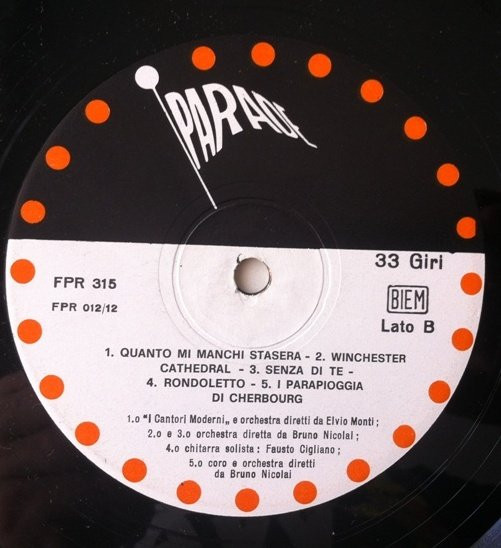 PARADE
33 Giri
FPR 315
BIEM
FPR 012/12
Lato B
1. QUANTO MI MANCHI STASERA - 2. WINCHESTER
CATHEDRAL - 3. SENZA DI TE -
4. RONDOLETTO - 5. I PARAPIOGGIA
DI CHERBOURG
1.o "I Cantori Moderni„ e orchestra diretti da Elvio Monti;
2.o e 3.o orchestra diretta da Bruno Nicolai;
4.o chitarra solista: Fausto Cigliano;
5.o coro e orchestra diretti
da Bruno Nicolai